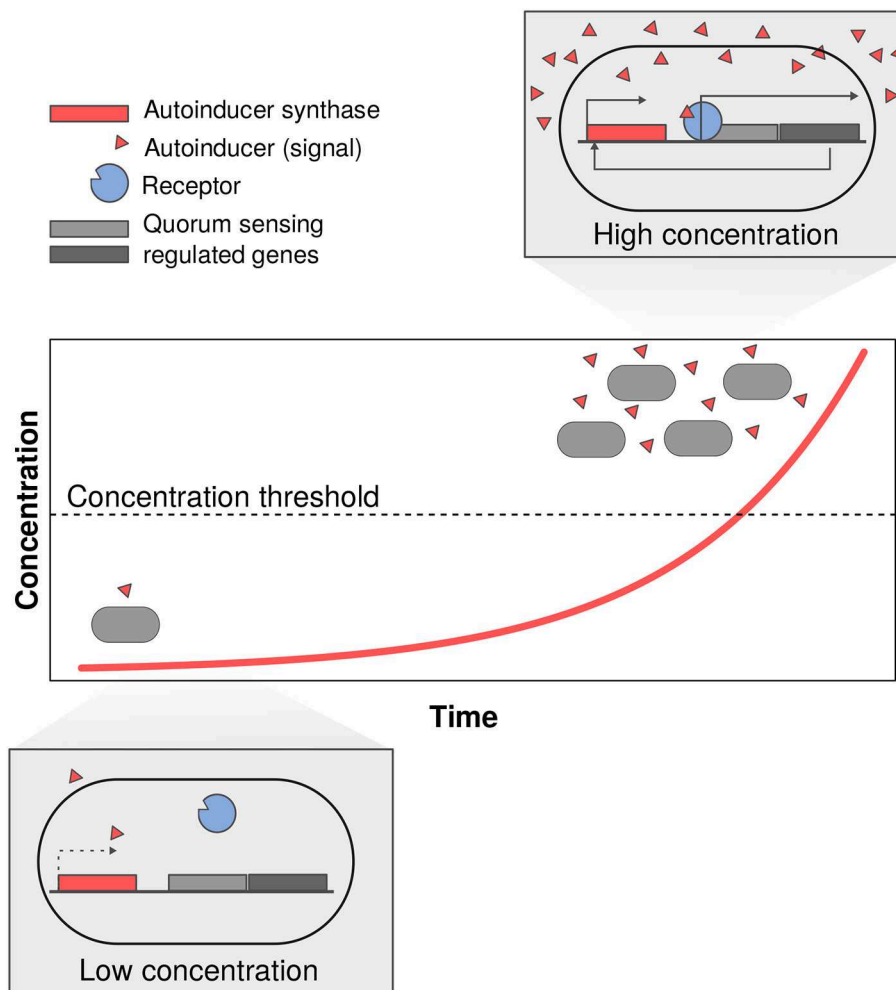 Autoinducer synthase
Autoinducer (signal)
Receptor
Quorum sensing
regulated genes
High concentration
Concentration threshold
Concentration
Time
Low concentration